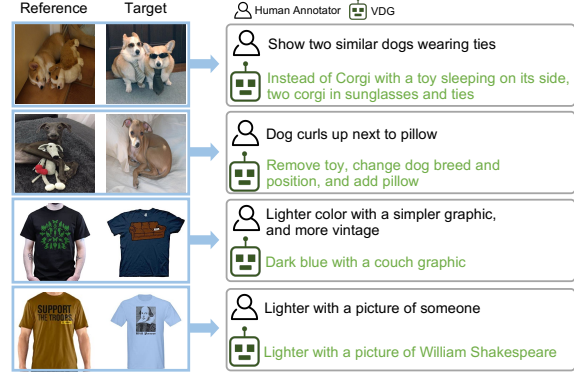 Reference Target Human Annotator VDG
Show two similar dogs wearing ties
Instead of Corgi with a toy sleeping on its side,
two corgi in sunglasses and ties
Dog curls up next to pillow
Remove toy, change dog breed and
position, and add pillow
Lighter color with a simpler graphic,
and more vintage
Dark blue with a couch graphic
SUPPORT
THE TROOPS
Lighter with a picture of someone
Lighter with a picture of William Shakespeare